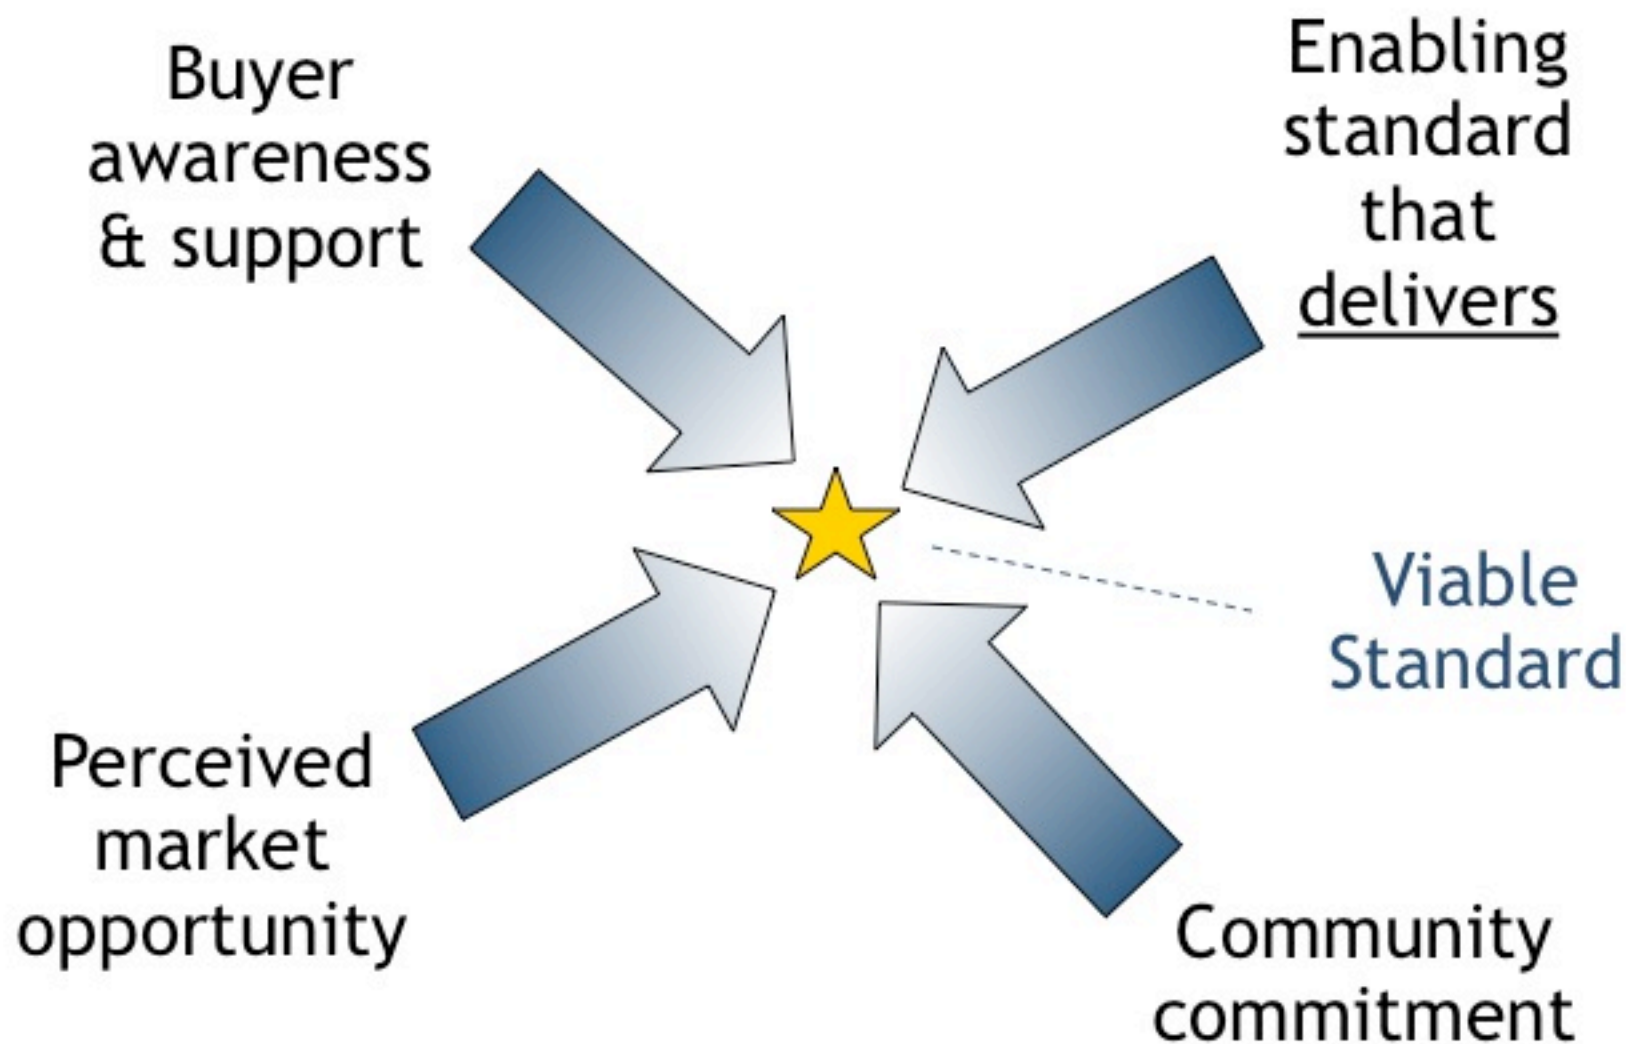 Buyer
awareness
& support
Enabling
standard
that
delivers
Viable
Standard
Perceived
market
opportunity
Community
commitment